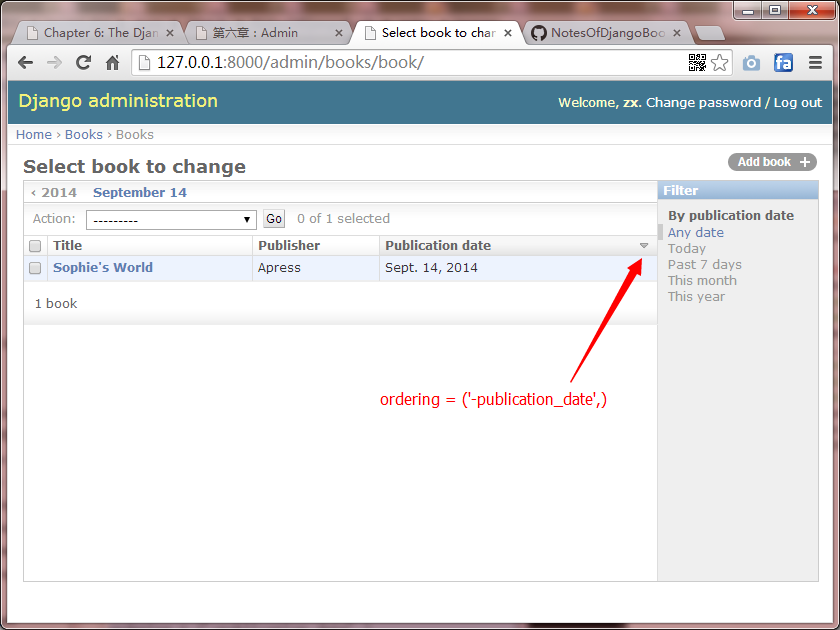 Chapter 6: The Djan
第六章：Admin
Select book to chan
NotesOfDjangoBoo
127.0.0.1:8000/admin/books/book/
fa
Django administration
Welcome, zx. Change password / Log out
Home › Books › Books
Select book to change
Add book +
‹ 2014 September 14
Filter
Action: --------- Go 0 of 1 selected
By publication date
Any date
Today
Past 7 days
This month
This year
Title Publisher Publication date
Sophie's World Apress Sept. 14, 2014
1 book
ordering = ('-publication_date',)